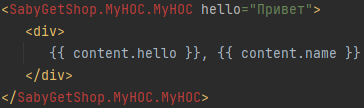 <SabyGetShop.MyHOC.MyHOC hello="Привет">
<div>
{{ content.hello }}, {{ content.name }}
</div>
</SabyGetShop.MyHOC.MyHOC>